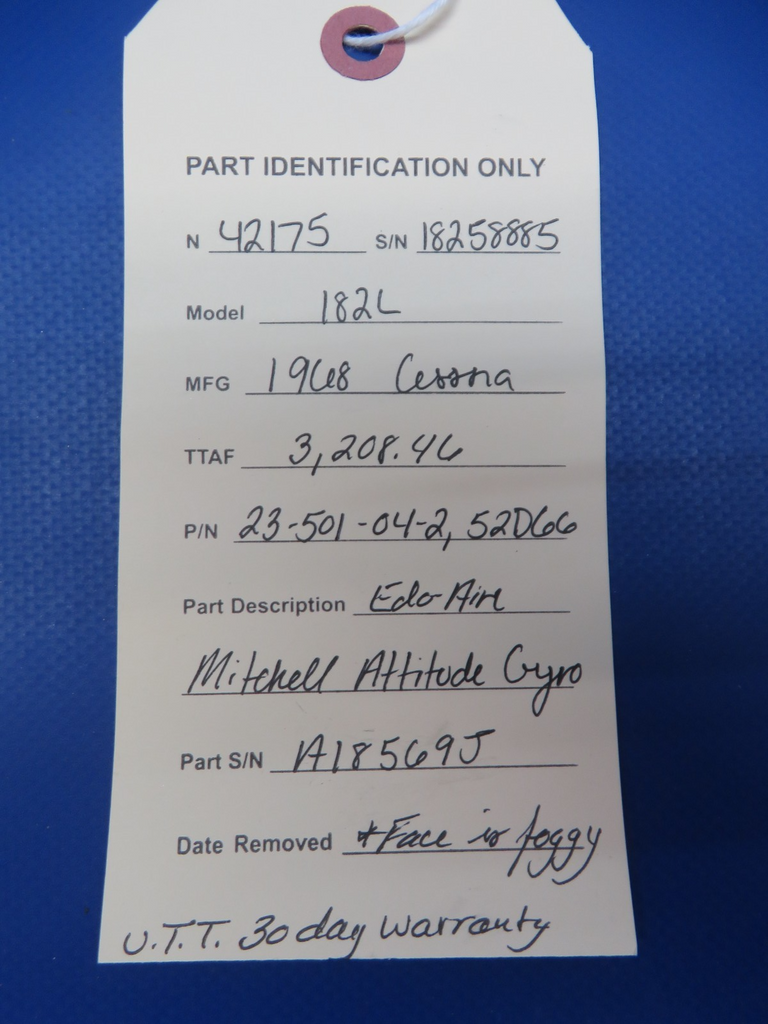 PART IDENTIFICATION ONLY
N 42175 S/N 18258885
Model 182L
MFG 1968 Cessna
TTAF 3,208.46
P/N 23-501-04-2, 52D66
Part Description Edo-Aire
Mitchell Attitude Gyro
Part S/N A18569J
Date Removed *Face is foggy
U.T.T. 30 day warranty